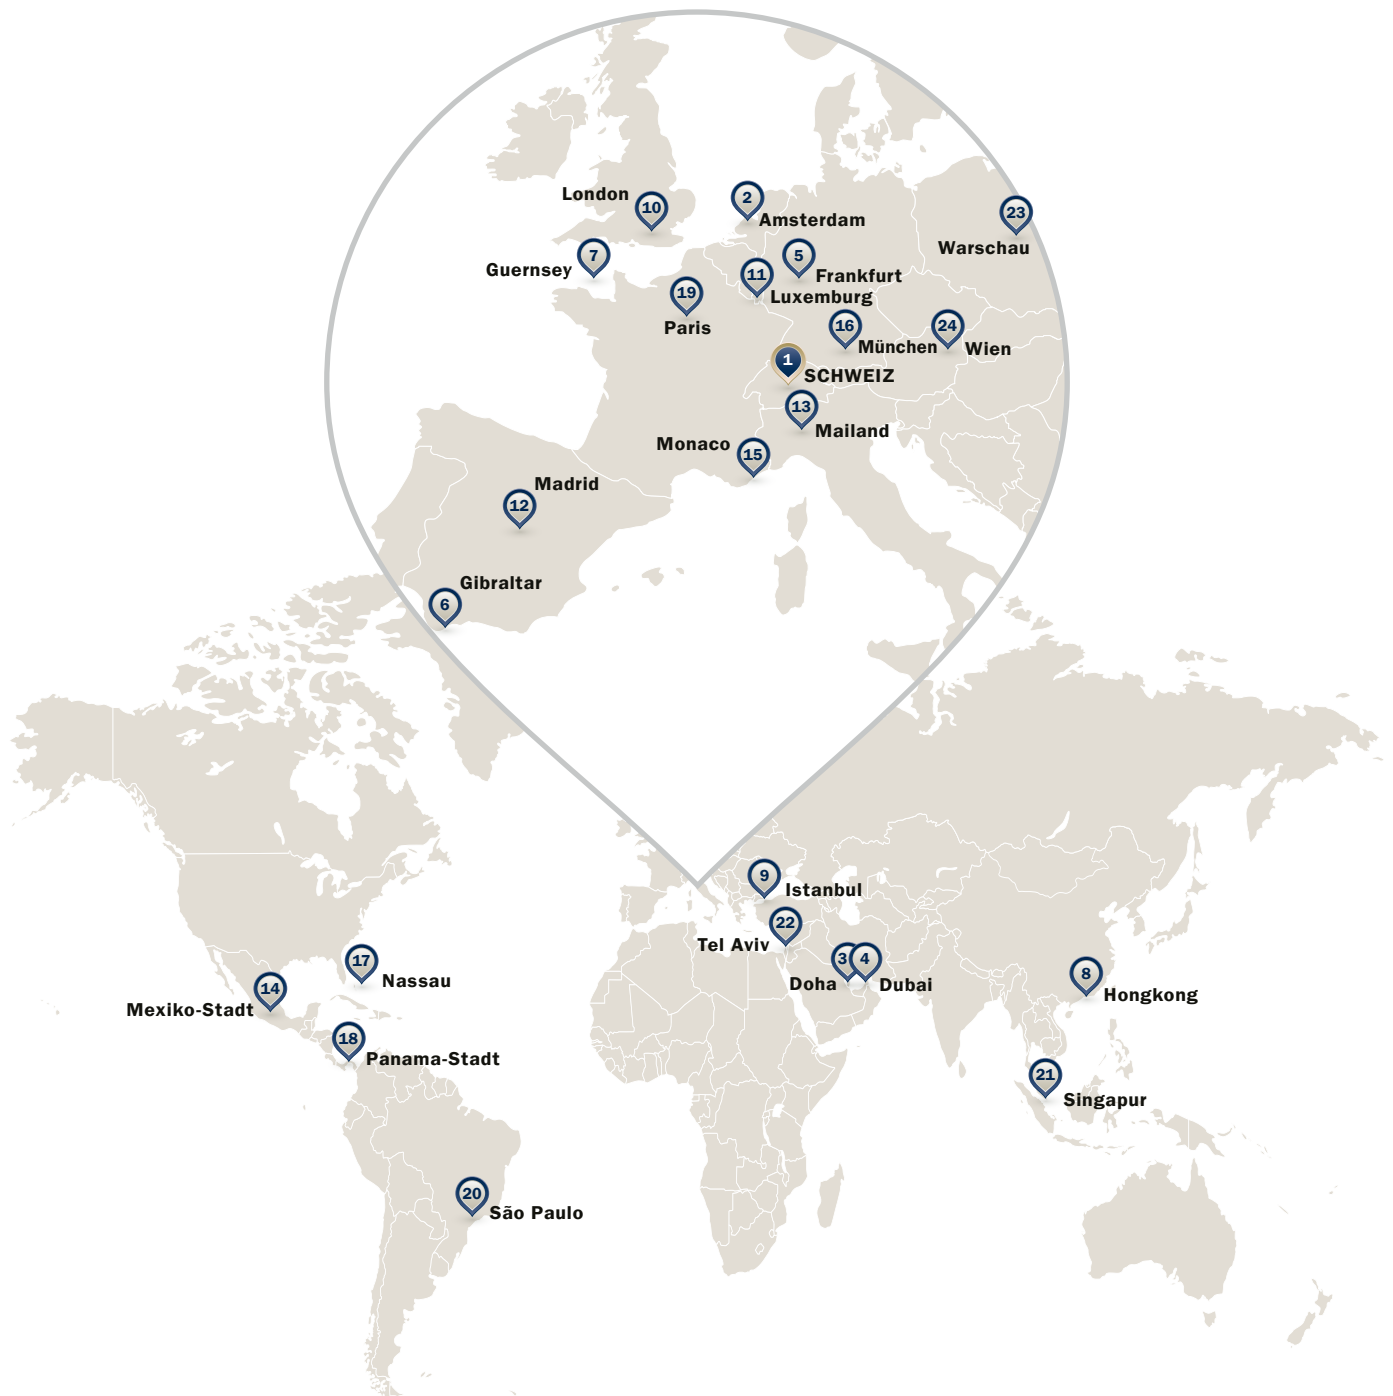 London
10
2
Amsterdam
23
Warschau
7
Guernsey
5
Frankfurt
11
Luxemburg
19
Paris
16
München
24
Wien
1
SCHWEIZ
13
Mailand
Monaco
15
Madrid
12
Gibraltar
6
9
Istanbul
22
Tel Aviv
3
4
Doha
Dubai
17
Nassau
14
Mexiko-Stadt
8
Hongkong
18
Panama-Stadt
21
Singapur
20
São Paulo